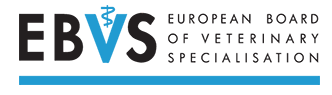 EBVS
EUROPEAN BOARD
OF VETERINARY
SPECIALISATION